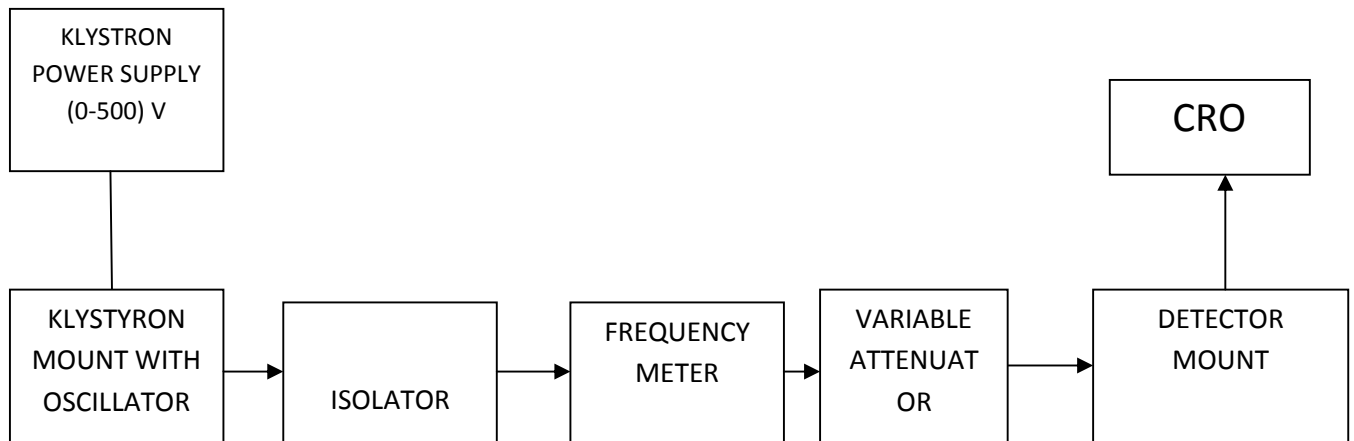 KLYSTRON
POWER SUPPLY
(0-500) V
CRO
KLYSTYRON
MOUNT WITH
OSCILLATOR
ISOLATOR
FREQUENCY
METER
VARIABLE
ATTENUAT
OR
DETECTOR
MOUNT